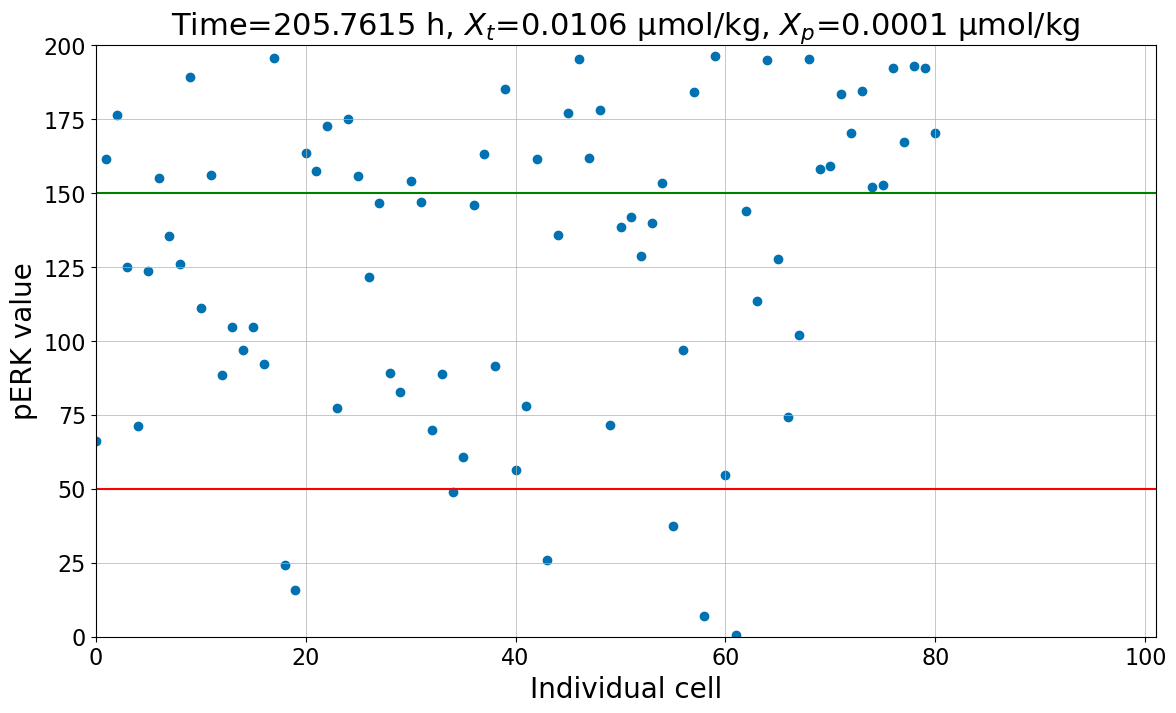 Time=205.7615 h, Xₜ=0.0106 μmol/kg, Xₚ=0.0001 μmol/kg
200
175
150
125
100
75
50
25
0
pERK value
0 20 40 60 80 100
Individual cell